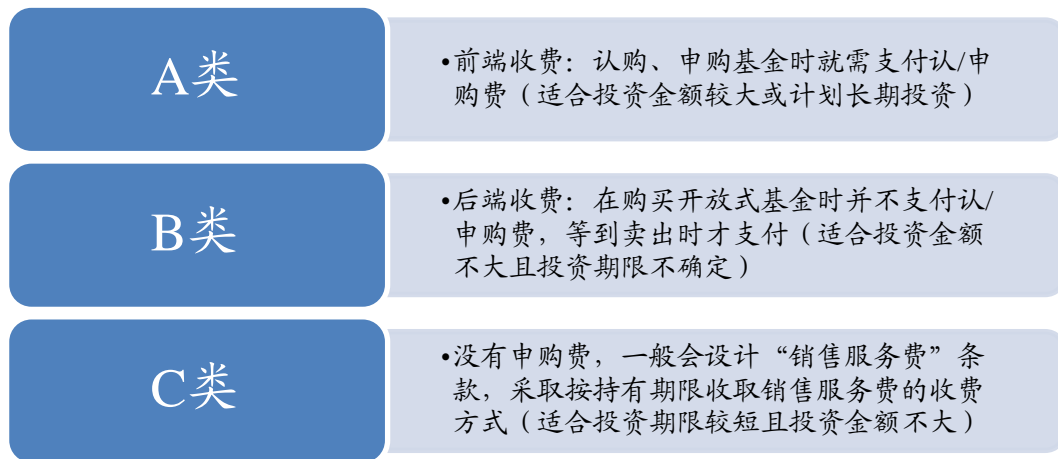 A类
•前端收费：认购、申购基金时就需支付认/申
购费（适合投资金额较大或计划长期投资）
B类
•后端收费：在购买开放式基金时并不支付认/
申购费，等到卖出时才支付（适合投资金额
不大且投资期限不确定）
C类
•没有申购费，一般会设计“销售服务费”条
款，采取按持有期限收取销售服务费的收费
方式（适合投资期限较短且投资金额不大）